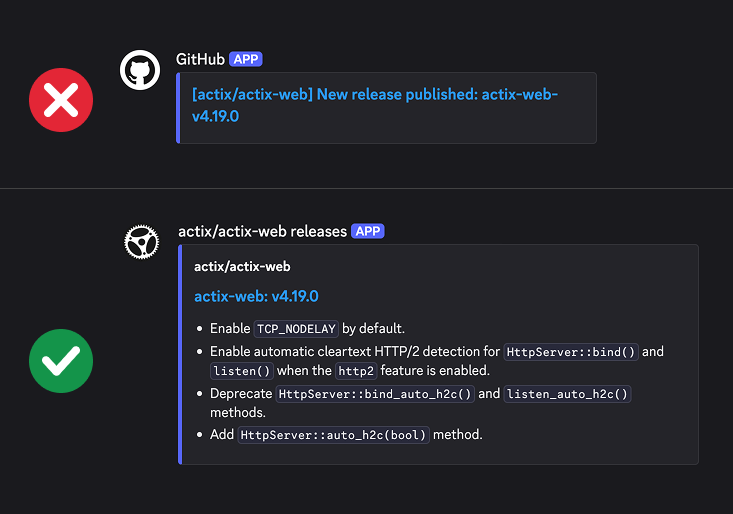 GitHub APP
[actix/actix-web] New release published: actix-web-
v4.19.0
actix/actix-web releases APP
actix/actix-web
actix-web: v4.19.0
• Enable TCP_NODELAY by default.
• Enable automatic cleartext HTTP/2 detection for HttpServer::bind() and
listen() when the http2 feature is enabled.
• Deprecate HttpServer::bind_auto_h2c() and listen_auto_h2c()
methods.
• Add HttpServer::auto_h2c(bool) method.